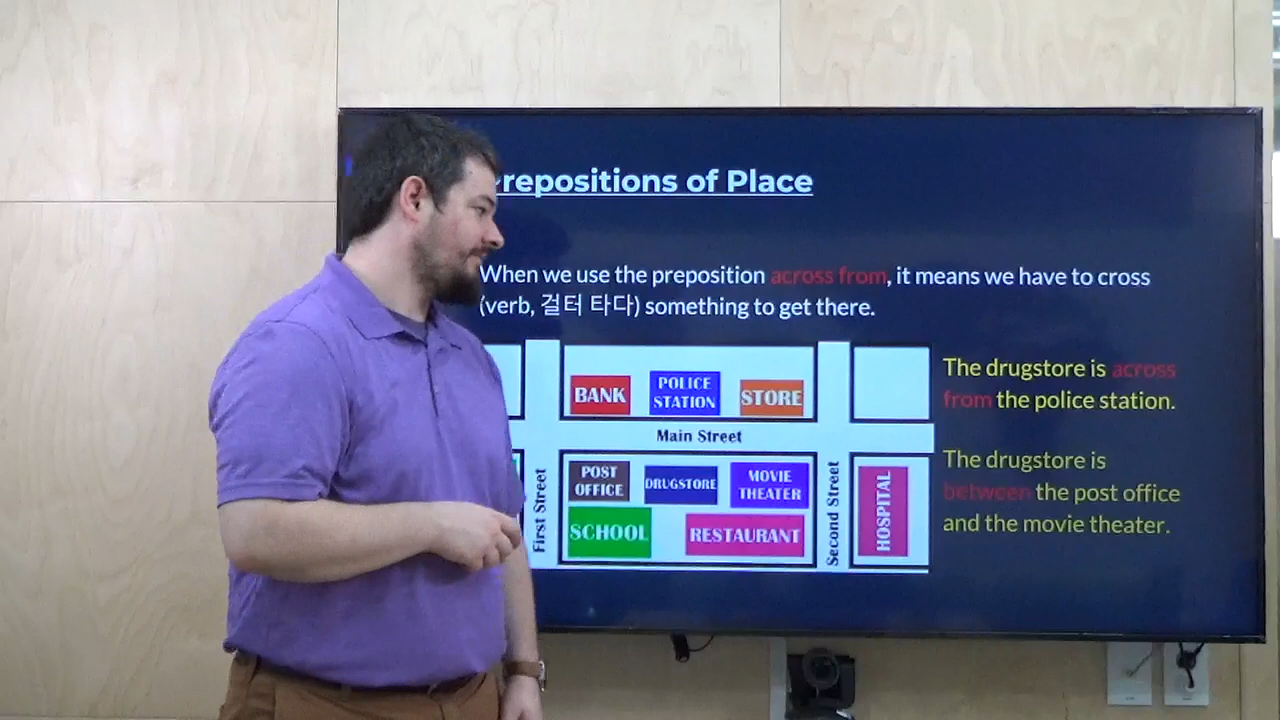 repositions of Place
When we use the preposition across from, it means we have to cross
(verb, 걸터 타다) something to get there.
BANK
POLICE
STATION
STORE
Main Street
POST
OFFICE
DRUGSTORE
MOVIE
THEATER
SCHOOL
RESTAURANT
First Street
Second Street
HOSPITAL
The drugstore is across
from the police station.
The drugstore is
between the post office
and the movie theater.